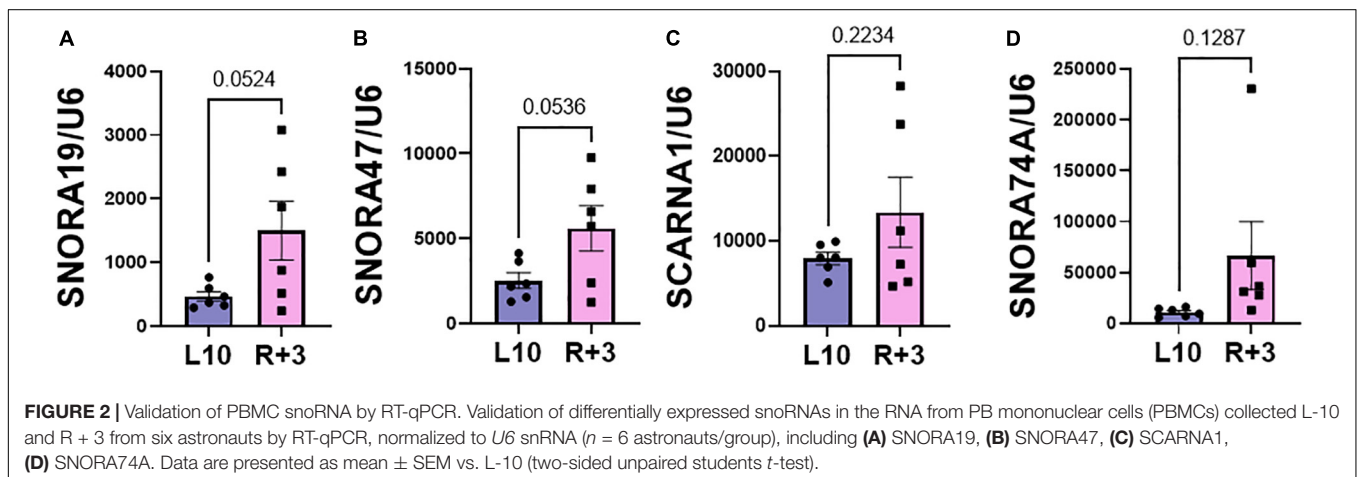 A
B
C
D
SNORA19/U6
4000
3000
2000
1000
0
0.0524
L10 R+3
SNORA47/U6
15000
10000
5000
0
0.0536
L10 R+3
SCARNA1/U6
30000
20000
10000
0
0.2234
L10 R+3
SNORA74A/U6
250000
200000
150000
100000
50000
0
0.1287
L10 R+3
FIGURE 2 | Validation of PBMC snoRNA by RT-qPCR. Validation of differentially expressed snoRNAs in the RNA from PB mononuclear cells (PBMCs) collected L-10
and R + 3 from six astronauts by RT-qPCR, normalized to U6 snRNA (n = 6 astronauts/group), including (A) SNORA19, (B) SNORA47, (C) SCARNA1,
(D) SNORA74A. Data are presented as mean ± SEM vs. L-10 (two-sided unpaired students t-test).